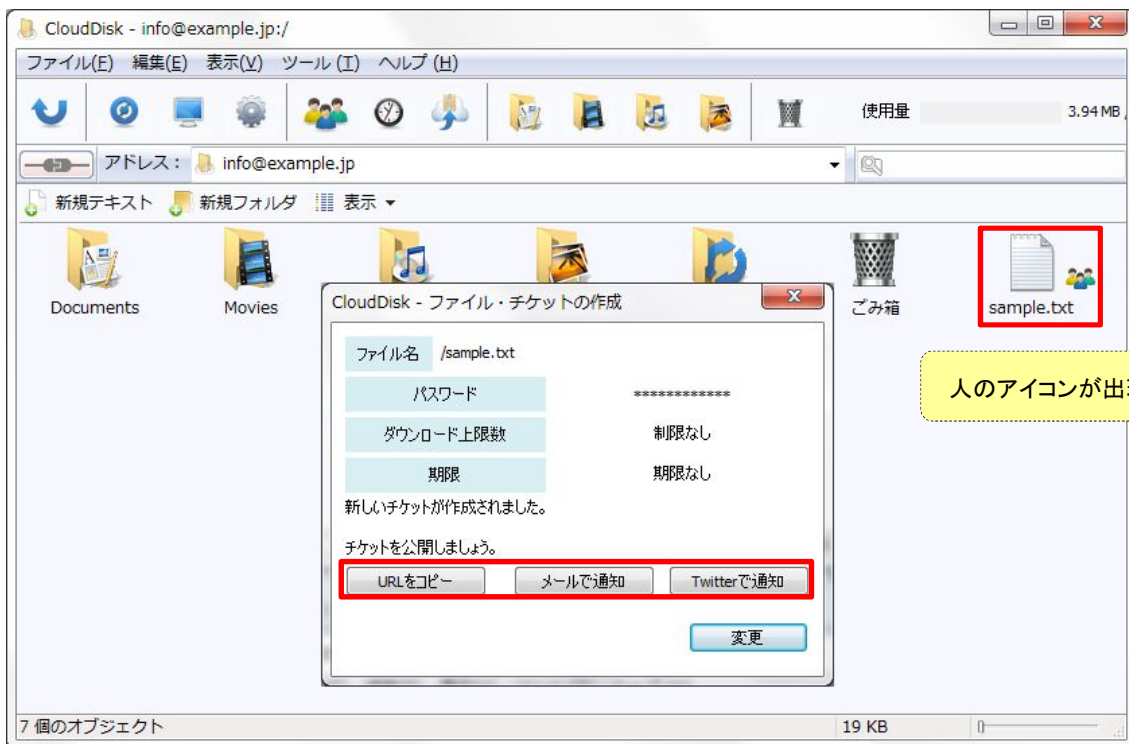 CloudDisk - info@example.jp:/
ファイル(F) 編集(E) 表示(V) ツール (T) ヘルプ (H)
使用量 3.94 MB
アドレス： info@example.jp
新規テキスト 新規フォルダ 表示
Documents Movies ごみ箱 sample.txt
人のアイコンが出
CloudDisk - ファイル・チケットの作成
ファイル名 /sample.txt
パスワード ************
ダウンロード上限数 制限なし
期限 期限なし
新しいチケットが作成されました。
チケットを公開しましょう。
URLをコピー メールで通知 Twitterで通知
変更
7 個のオブジェクト 19 KB